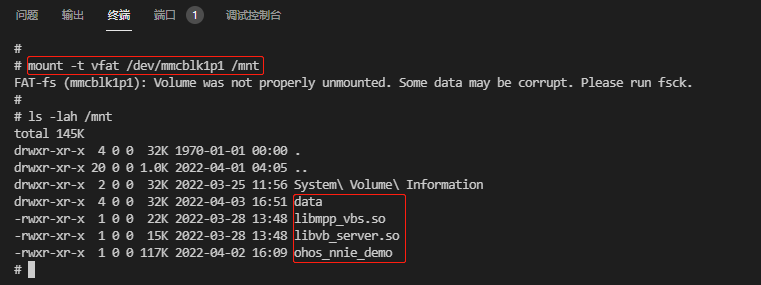 问题 输出 终端 端口 1 调试控制台
#
# mount -t vfat /dev/mmcblk1p1 /mnt
FAT-fs (mmcblk1p1): Volume was not properly unmounted. Some data may be corrupt. Please run fsck.
#
# ls -lah /mnt
total 145K
drwxr-xr-x  4 0 0  32K 1970-01-01 00:00 .
drwxr-xr-x 20 0 0 1.0K 2022-04-01 04:05 ..
drwxr-xr-x  2 0 0  32K 2022-03-25 11:56 System\ Volume\ Information
drwxr-xr-x  4 0 0  32K 2022-04-03 16:51 data
-rwxr-xr-x  1 0 0  22K 2022-03-28 13:48 libmpp_vbs.so
-rwxr-xr-x  1 0 0  15K 2022-03-28 13:48 libvb_server.so
-rwxr-xr-x  1 0 0 117K 2022-04-02 16:09 ohos_nnie_demo
#